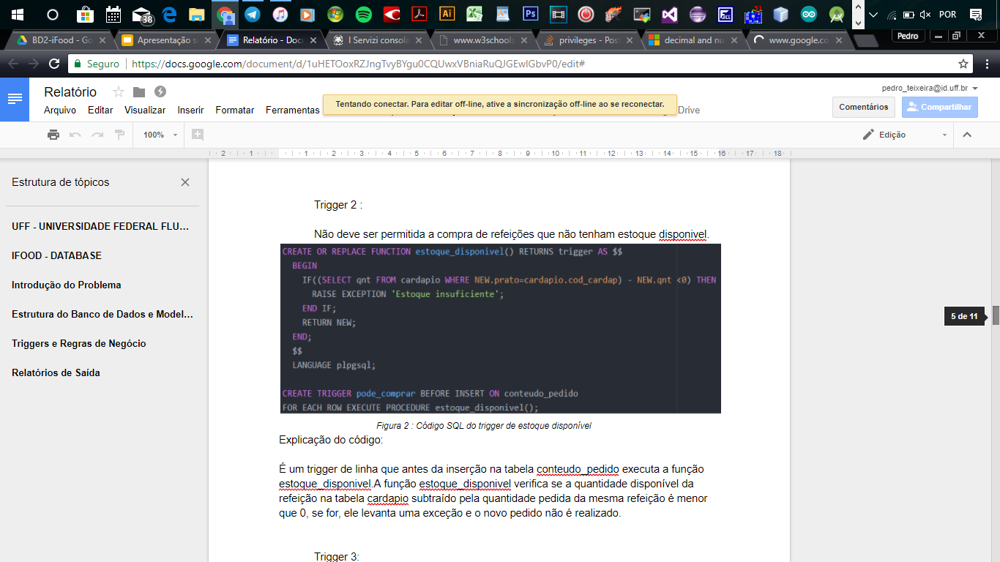 38
21
POR
BD2-iFood - Go
Apresentação s
Relatório - Doc
I Servizi consola
www.w3schools
privileges - Post
decimal and nu
www.google.co
Pedro
Seguro
https://docs.google.com/document/d/1uHETOoxRZJngTvyBYgu0CQUwxVBniaRuQJGEwIGbvP0/edit#
Relatório
pedro_teixeira@id.uff.br
Arquivo Editar Visualizar Inserir Formatar Ferramentas
Tentando conectar. Para editar off-line, ative a sincronização off-line ao se reconectar.
Drive
Comentários
Compartilhar
100%
Edição
2 1 1 2 3 4 5 6 7 8 9 10 11 12 13 14 15 16 17 18
Estrutura de tópicos
UFF - UNIVERSIDADE FEDERAL FLU...
IFOOD - DATABASE
Introdução do Problema
Estrutura do Banco de Dados e Model...
Triggers e Regras de Negócio
Relatórios de Saída
Trigger 2 :
Não deve ser permitida a compra de refeições que não tenham estoque disponivel.
CREATE OR REPLACE FUNCTION estoque_disponivel() RETURNS trigger AS $$
BEGIN
IF((SELECT qnt FROM cardapio WHERE NEW.prato=cardapio.cod_cardap) - NEW.qnt <0) THEN
RAISE EXCEPTION 'Estoque insuficiente';
END IF;
RETURN NEW;
END;
$$
LANGUAGE plpgsql;
CREATE TRIGGER pode_comprar BEFORE INSERT ON conteudo_pedido
FOR EACH ROW EXECUTE PROCEDURE estoque_disponivel();
Figura 2 : Código SQL do trigger de estoque disponível
Explicação do código:
É um trigger de linha que antes da inserção na tabela conteudo_pedido executa a função
estoque_disponivel.A função estoque_disponivel verifica se a quantidade disponível da
refeição na tabela cardapio subtraído pela quantidade pedida da mesma refeição é menor
que 0, se for, ele levanta uma exceção e o novo pedido não é realizado.
Trigger 3:
5 de 11